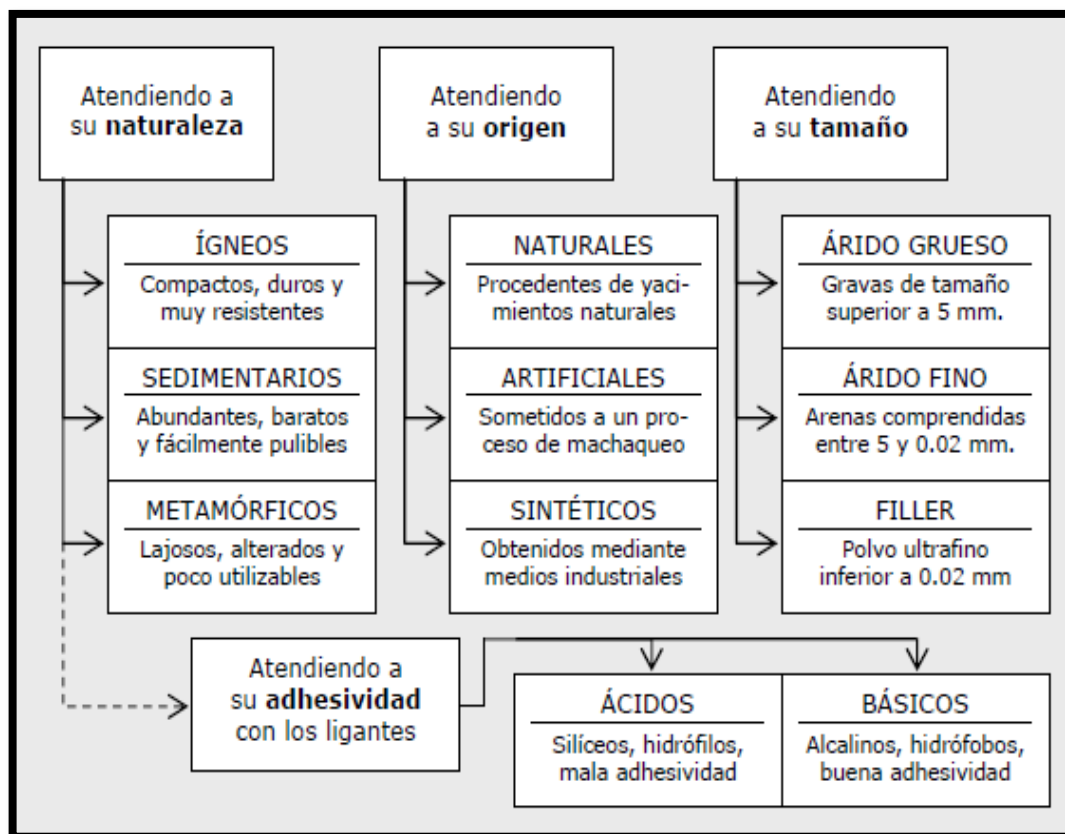 Atendiendo a
su naturaleza
Atendiendo
a su origen
Atendiendo
a su tamaño
ÍGNEOS
Compactos, duros y
muy resistentes
SEDIMENTARIOS
Abundantes, baratos
y fácilmente pulibles
METAMÓRFICOS
Lajosos, alterados y
poco utilizables
NATURALES
Procedentes de yaci-
mientos naturales
ARTIFICIALES
Sometidos a un pro-
ceso de machaqueo
SINTÉTICOS
Obtenidos mediante
medios industriales
ÁRIDO GRUESO
Gravas de tamaño
superior a 5 mm.
ÁRIDO FINO
Arenas comprendidas
entre 5 y 0.02 mm.
FILLER
Polvo ultrafino
inferior a 0.02 mm
Atendiendo a
su adhesividad
con los ligantes
ÁCIDOS
Silíceos, hidrófilos,
mala adhesividad
BÁSICOS
Alcalinos, hidrófobos,
buena adhesividad